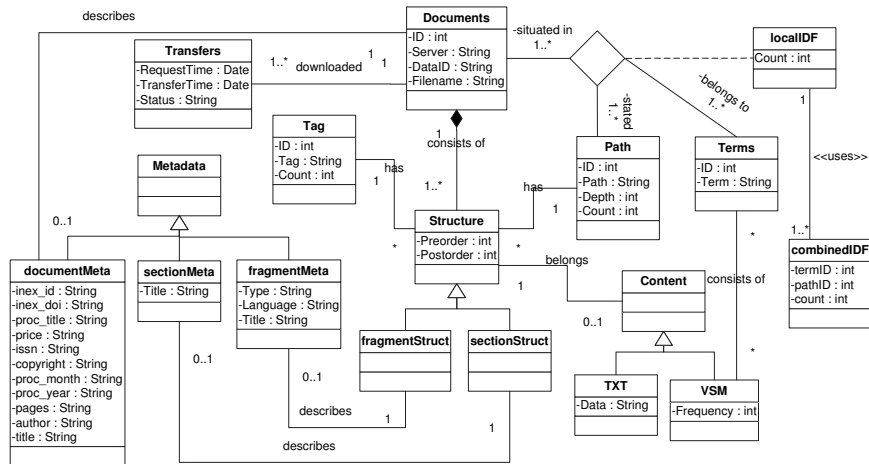 describes
Documents
-ID : int
-Server : String
-DataID : String
-Filename : String
-situated in
1..*
localIDF
Count : int
Transfers
-RequestTime : Date
-TransferTime : Date
-Status : String
1..*
downloaded
1
1
-belongs to
1..*
-stated
1..*
1
<<uses>>
1..*
Tag
-ID : int
-Tag : String
-Count : int
has
1
*
1
consists of
1..*
Path
-ID : int
-Path : String
-Depth : int
-Count : int
has
1
*
Terms
-ID : int
-Term : String
Metadata
0..1
Structure
-Preorder : int
-Postorder : int
belongs
1
0..1
*
consists of
*
combinedIDF
-termID : int
-pathID : int
-count : int
documentMeta
-inex_id : String
-inex_doi : String
-proc_title : String
-price : String
-issn : String
-copyright : String
-proc_month : String
-proc_year : String
-pages : String
-author : String
-title : String
sectionMeta
-Title : String
0..1
fragmentMeta
-Type : String
-Language : String
-Title : String
0..1
Content
fragmentStruct
sectionStruct
describes
1
1
describes
TXT
-Data : String
VSM
-Frequency : int